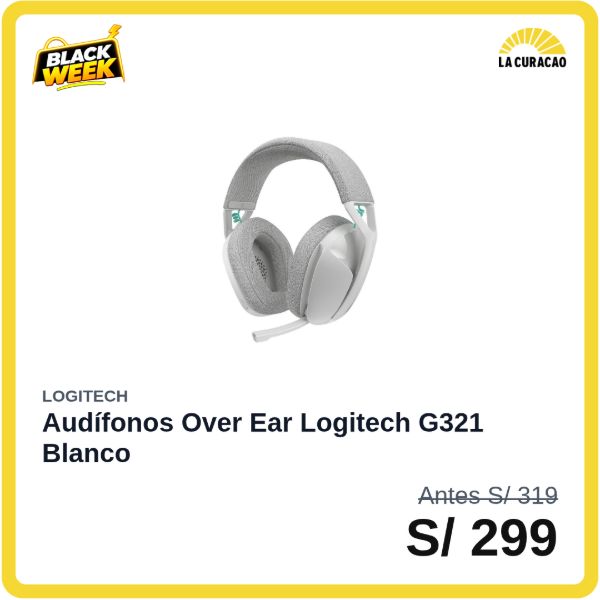 BLACK
WEEK
LA CURACAO
LOGITECH
Audífonos Over Ear Logitech G321
Blanco
Antes S/ 319
S/ 299